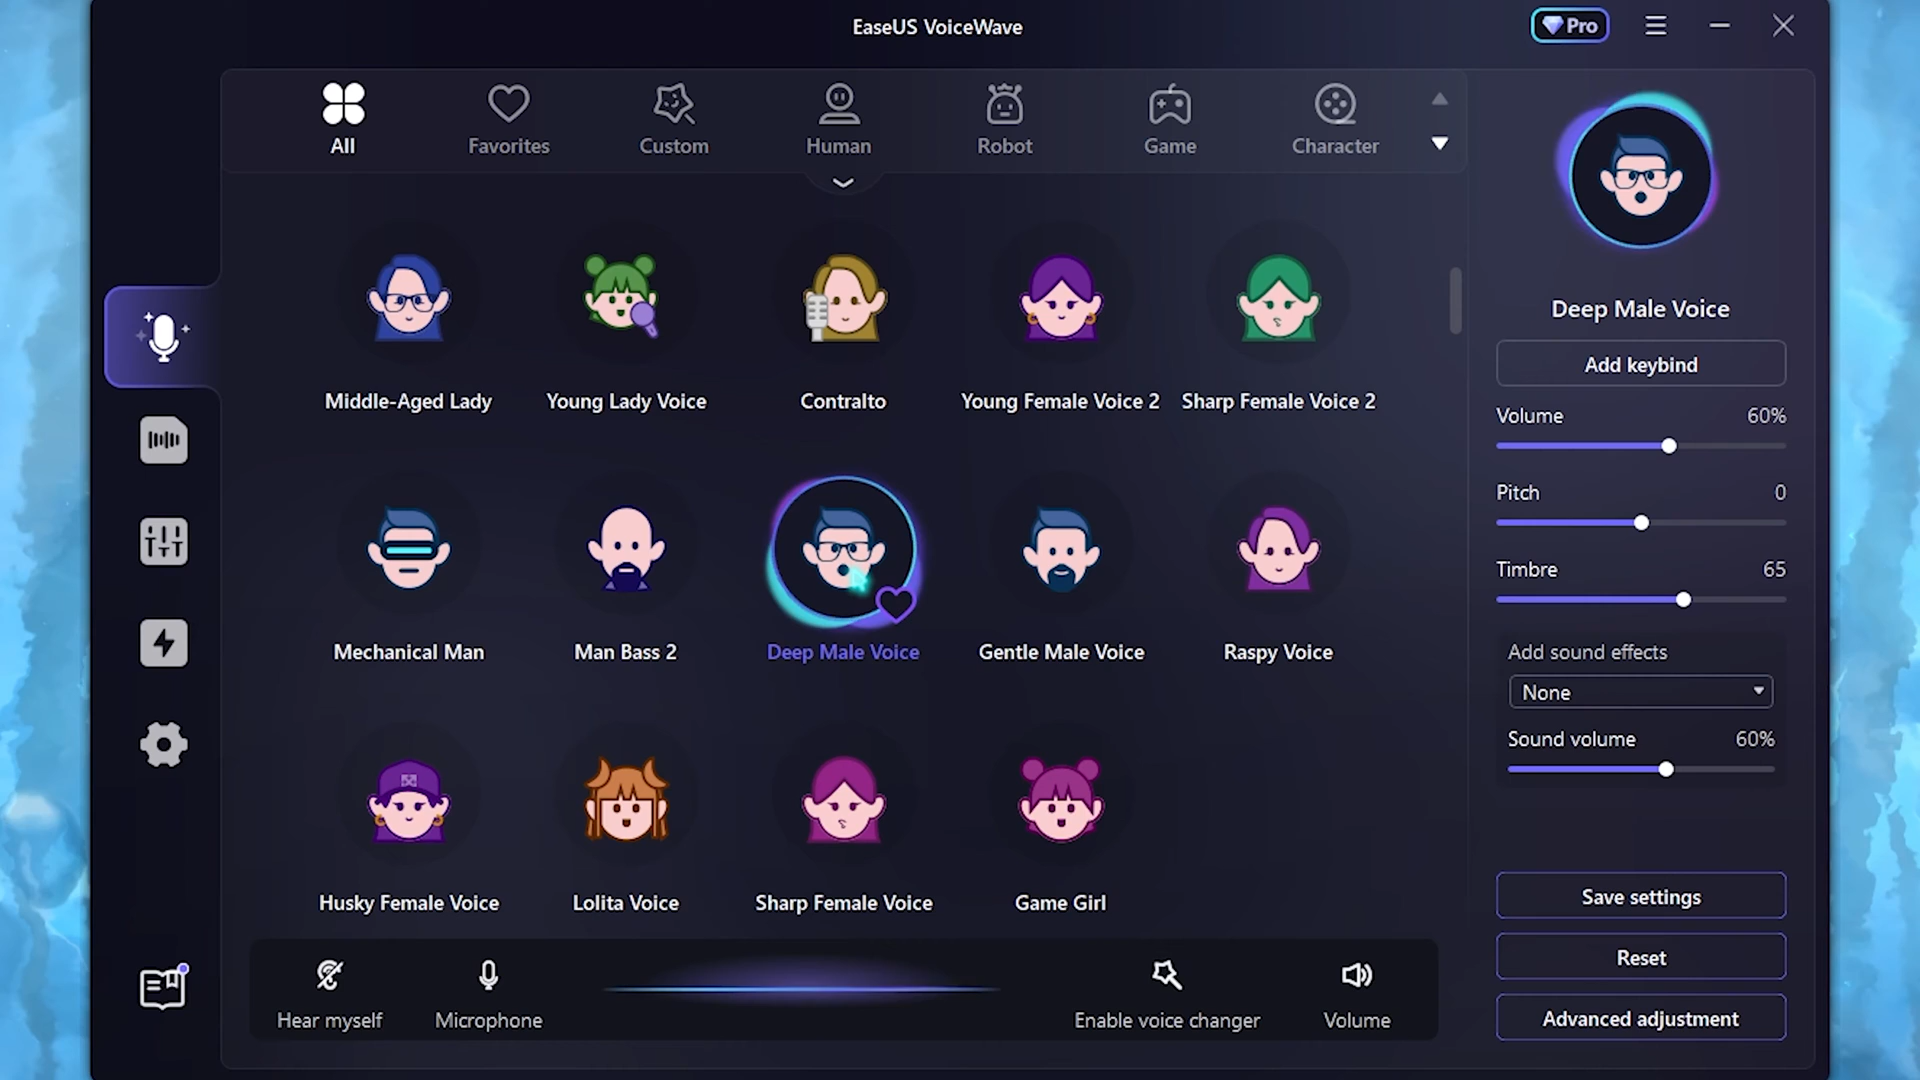 EaseUS VoiceWave
Pro
All
Favorites
Custom
Human
Robot
Game
Character
Middle-Aged Lady
Young Lady Voice
Contralto
Young Female Voice 2
Sharp Female Voice 2
Mechanical Man
Man Bass 2
Deep Male Voice
Gentle Male Voice
Raspy Voice
Husky Female Voice
Lolita Voice
Sharp Female Voice
Game Girl
Hear myself
Microphone
Enable voice changer
Volume
Deep Male Voice
Add keybind
Volume 60%
Pitch 0
Timbre 65
Add sound effects
None
Sound volume 60%
Save settings
Reset
Advanced adjustment